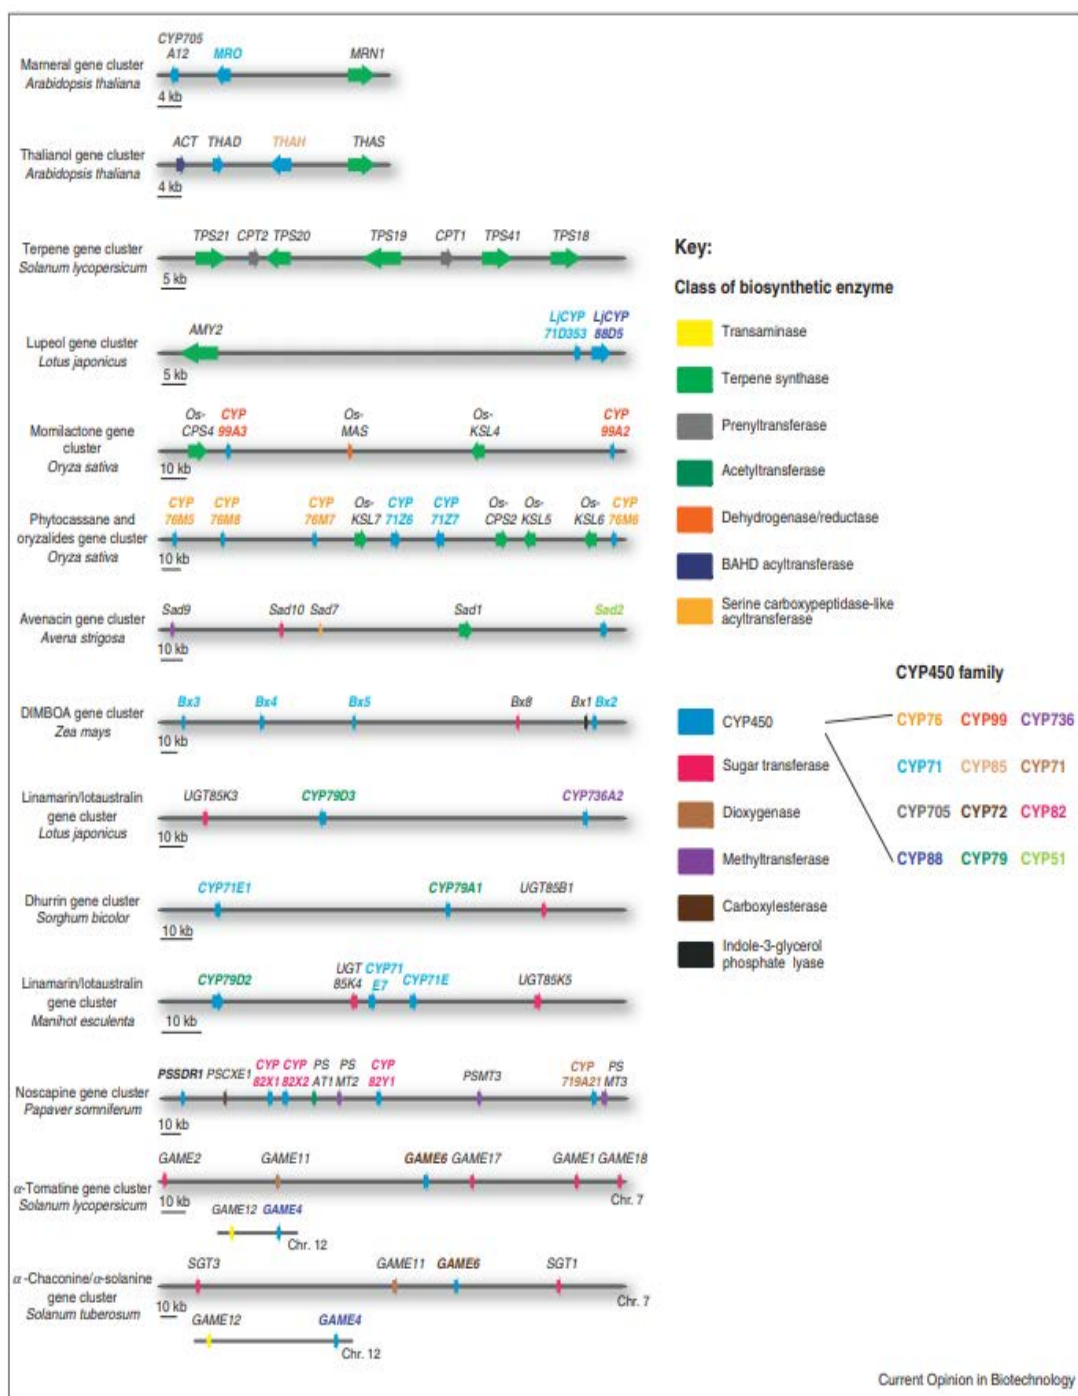 CYP705
A12 MRO MRN1
Marneral gene cluster
Arabidopsis thaliana
4 kb
ACT THAD THAH THAS
Thalianol gene cluster
Arabidopsis thaliana
4 kb
TPS21 CPT2 TPS20 TPS19 CPT1 TPS41 TPS18
Terpene gene cluster
Solanum lycopersicum
5 kb
AMY2
LjCYP
71D353
LjCYP
88D5
Lupeol gene cluster
Lotus japonicus
5 kb
Os-
CPS4
CYP
99A3
Os-
MAS
Os-
KSL4
CYP
99A2
Momilactone gene
cluster
Oryza sativa
10 kb
CYP
76M5
CYP
76M8
CYP
76M7
Os-
KSL7
CYP
71Z6
CYP
71Z7
Os-
CPS2
Os-
KSL5
Os-
KSL6
CYP
76M6
Phytocassane and
oryzalides gene cluster
Oryza sativa
10 kb
Sad9 Sad10 Sad7 Sad1 Sad2
Avenacin gene cluster
Avena strigosa
10 kb
Bx3 Bx4 Bx5 Bx8 Bx1 Bx2
DIMBOA gene cluster
Zea mays
10 kb
UGT85K3 CYP79D3 CYP736A2
Linamarin/lotaustralin
gene cluster
Lotus japonicus
10 kb
CYP71E1 CYP79A1 UGT85B1
Dhurrin gene cluster
Sorghum bicolor
10 kb
CYP79D2
UGT
85K4
CYP71
E7
CYP71E UGT85K5
Linamarin/lotaustralin
gene cluster
Manihot esculenta
10 kb
PSSDR1 PSCXE1
CYP
82X1
CYP
82X2
PS
AT1
PS
MT2
CYP
82Y1
PSMT3
CYP
719A21
PS
MT3
Noscapine gene cluster
Papaver somniferum
10 kb
GAME2 GAME11 GAME6 GAME17 GAME1 GAME18
α-Tomatine gene cluster
Solanum lycopersicum
10 kb
Chr. 7
GAME12 GAME4
Chr. 12
SGT3 GAME11 GAME6 SGT1
α-Chaconine/α-solanine
gene cluster
Solanum tuberosum
10 kb
Chr. 7
GAME12 GAME4
Chr. 12
Key:
Class of biosynthetic enzyme
Transaminase
Terpene synthase
Prenyltransferase
Acetyltransferase
Dehydrogenase/reductase
BAHD acyltransferase
Serine carboxypeptidase-like
acyltransferase
CYP450
Sugar transferase
Dioxygenase
Methyltransferase
Carboxylesterase
Indole-3-glycerol
phosphate lyase
CYP450 family
CYP76 CYP99 CYP736
CYP71 CYP85 CYP71
CYP705 CYP72 CYP82
CYP88 CYP79 CYP51
Current Opinion in Biotechnology